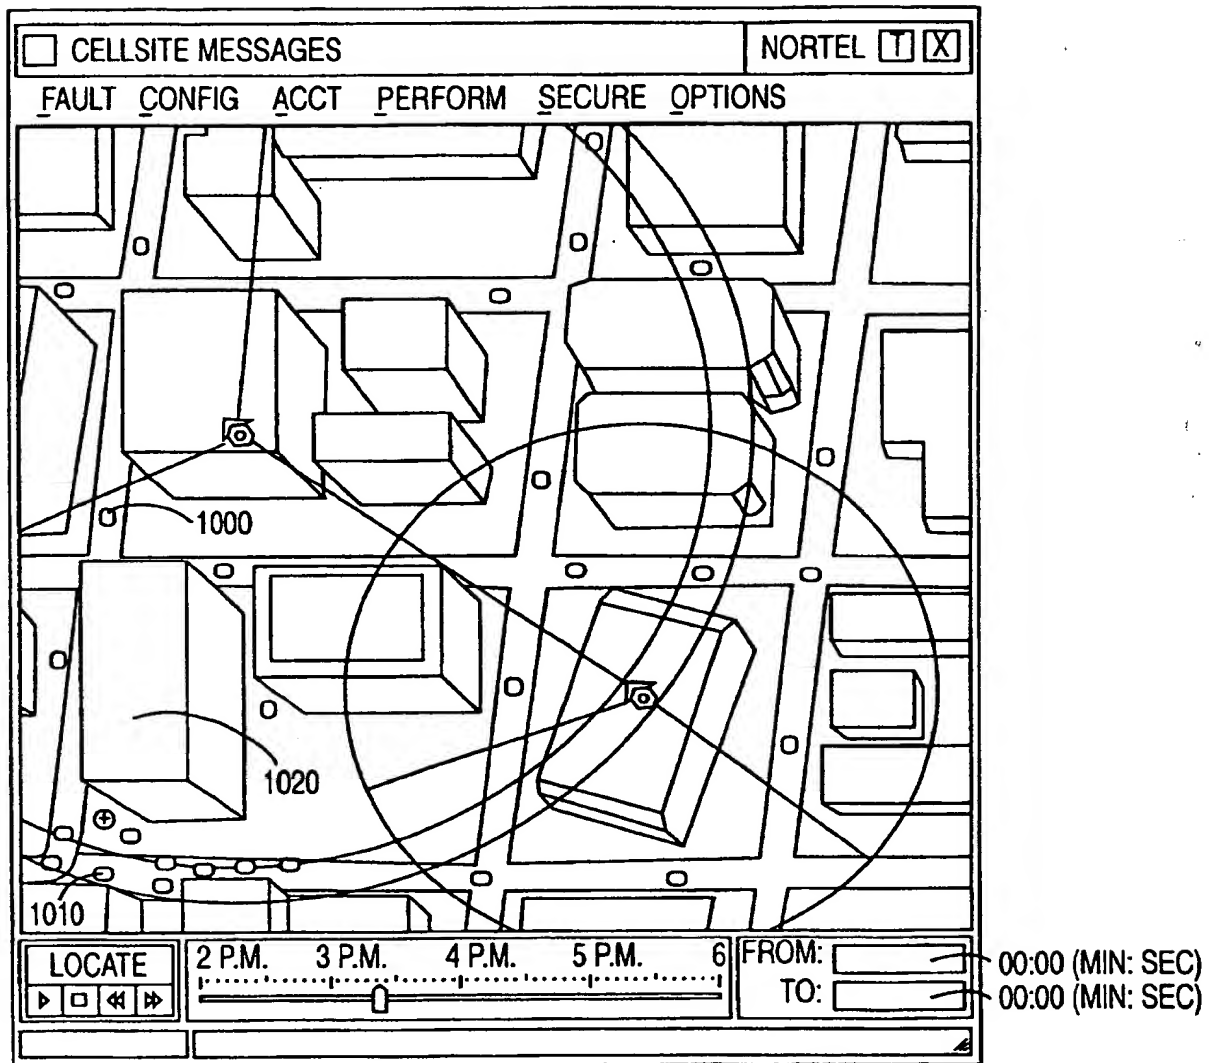 CELLSITE MESSAGES NORTEL T X
FAULT CONFIG ACCT PERFORM SECURE OPTIONS
1000
1020
1010
LOCATE
2 P.M. 3 P.M. 4 P.M. 5 P.M. 6
FROM: 00:00 (MIN: SEC)
TO: 00:00 (MIN: SEC)